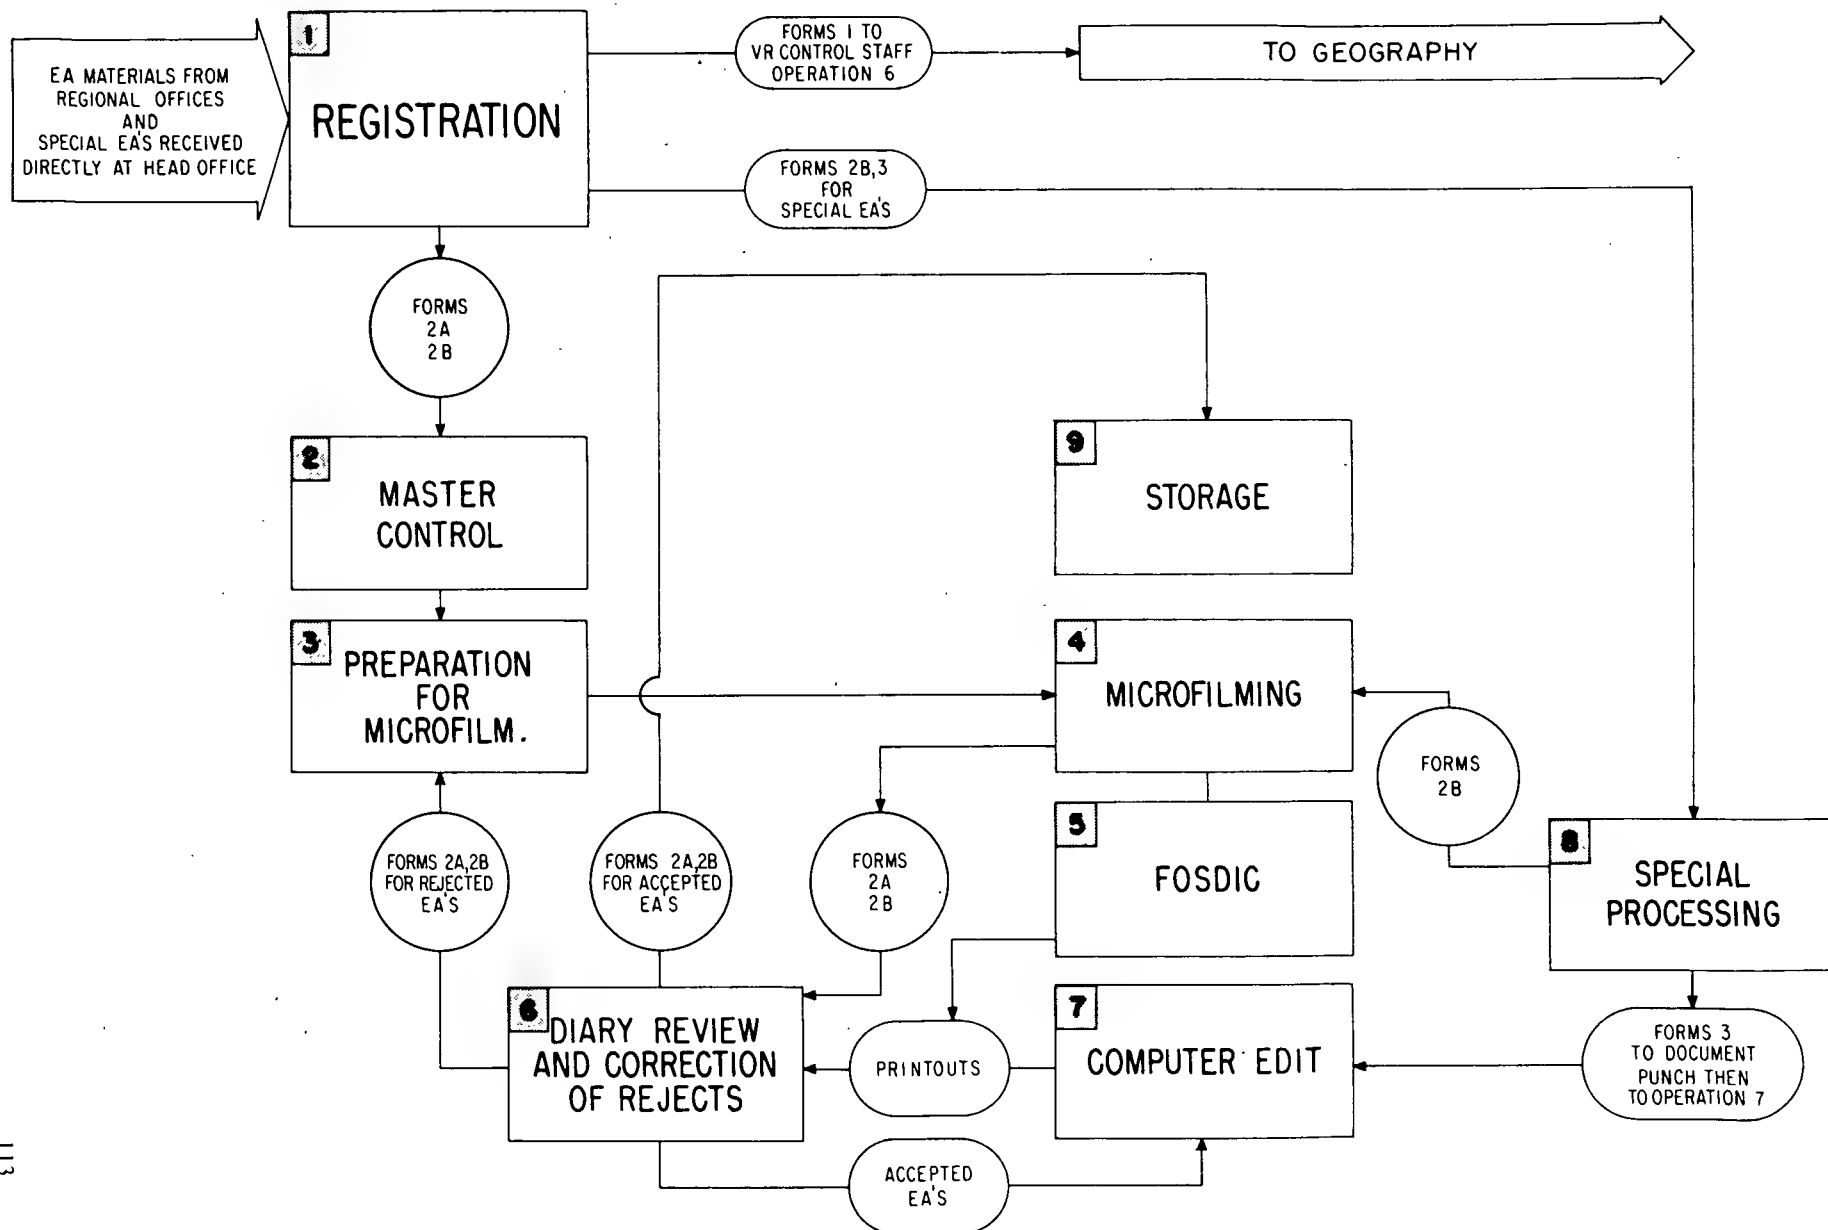 EA MATERIALS FROM
REGIONAL OFFICES
AND
SPECIAL EA'S RECEIVED
DIRECTLY AT HEAD OFFICE
1
REGISTRATION
FORMS 1 TO
VR CONTROL STAFF
OPERATION 6
TO GEOGRAPHY
FORMS 2B,3
FOR
SPECIAL EA'S
FORMS
2A
2B
2
MASTER
CONTROL
9
STORAGE
3
PREPARATION
FOR
MICROFILM.
4
MICROFILMING
FORMS
2B
FORMS 2A,2B
FOR REJECTED
EA'S
FORMS 2A,2B
FOR ACCEPTED
EA'S
FORMS
2A
2B
5
FOSDIC
8
SPECIAL
PROCESSING
6
DIARY REVIEW
AND CORRECTION
OF REJECTS
PRINTOUTS
7
COMPUTER EDIT
FORMS 3
TO DOCUMENT
PUNCH THEN
TO OPERATION 7
ACCEPTED
EA'S
113